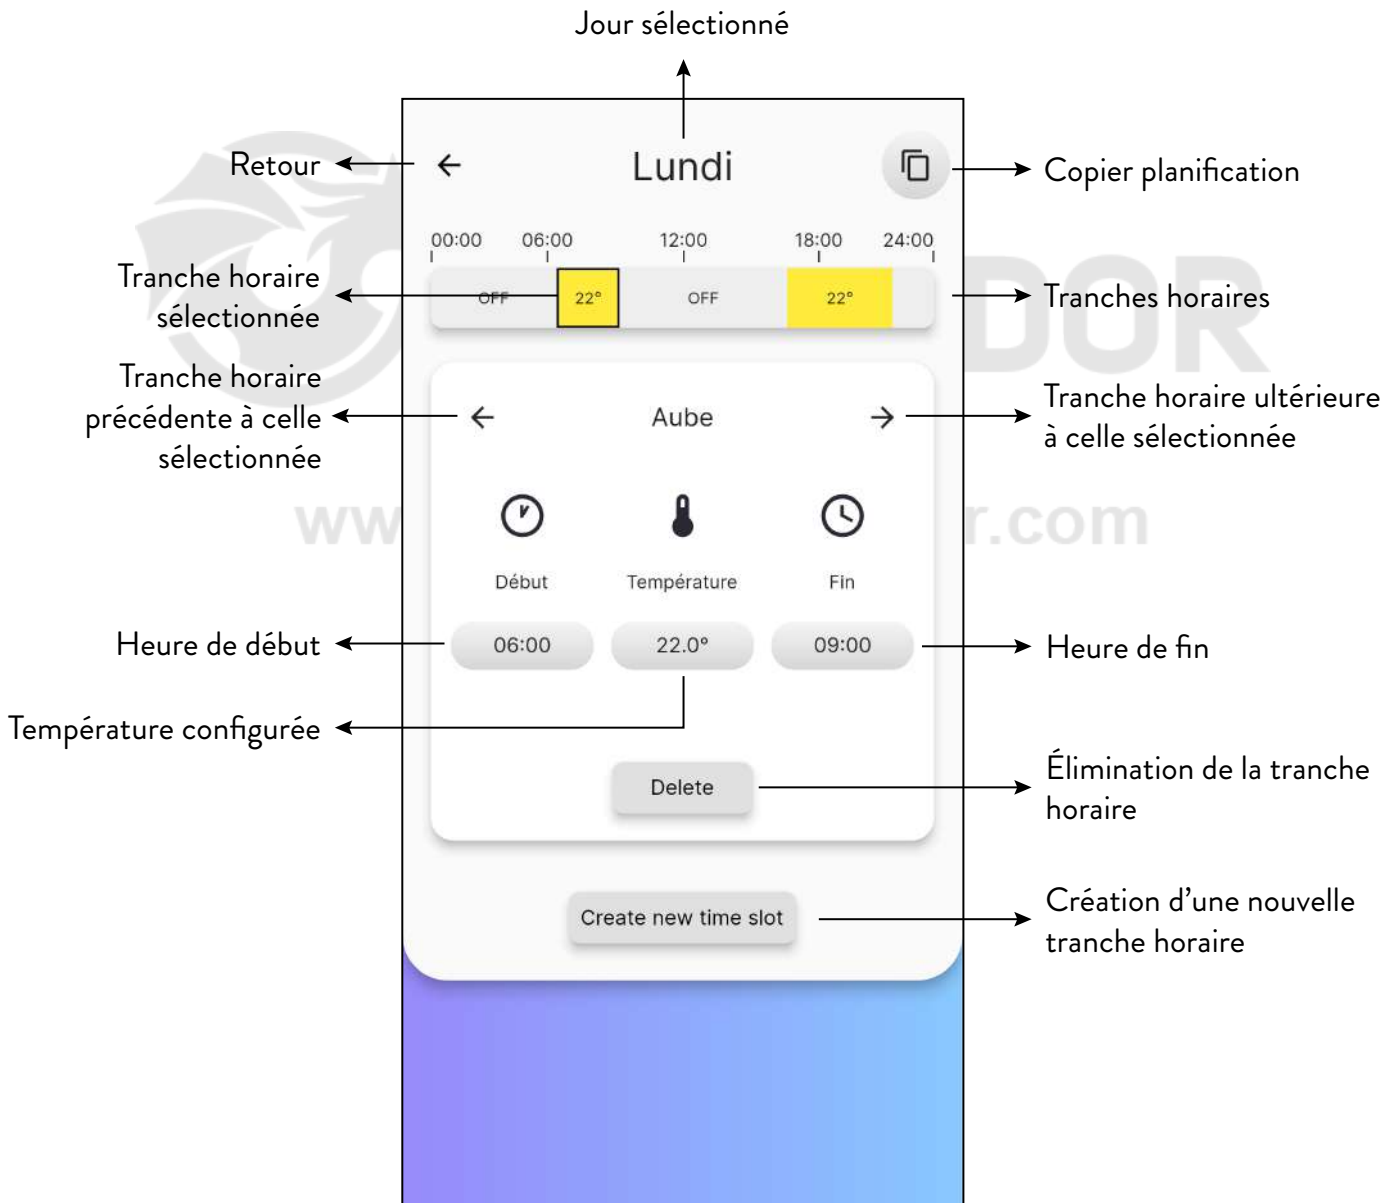 Jour sélectionné
Retour
Lundi
Copier planification
00:00 06:00 12:00 18:00 24:00
Tranche horaire
sélectionnée
OFF 22° OFF 22°
Tranches horaires
DOR
Tranche horaire
précédente à celle
sélectionnée
Aube
Tranche horaire ultérieure
à celle sélectionnée
ww
r.com
Début Température Fin
Heure de début
06:00 22.0° 09:00
Heure de fin
Température configurée
Delete
Élimination de la tranche
horaire
Create new time slot
Création d'une nouvelle
tranche horaire